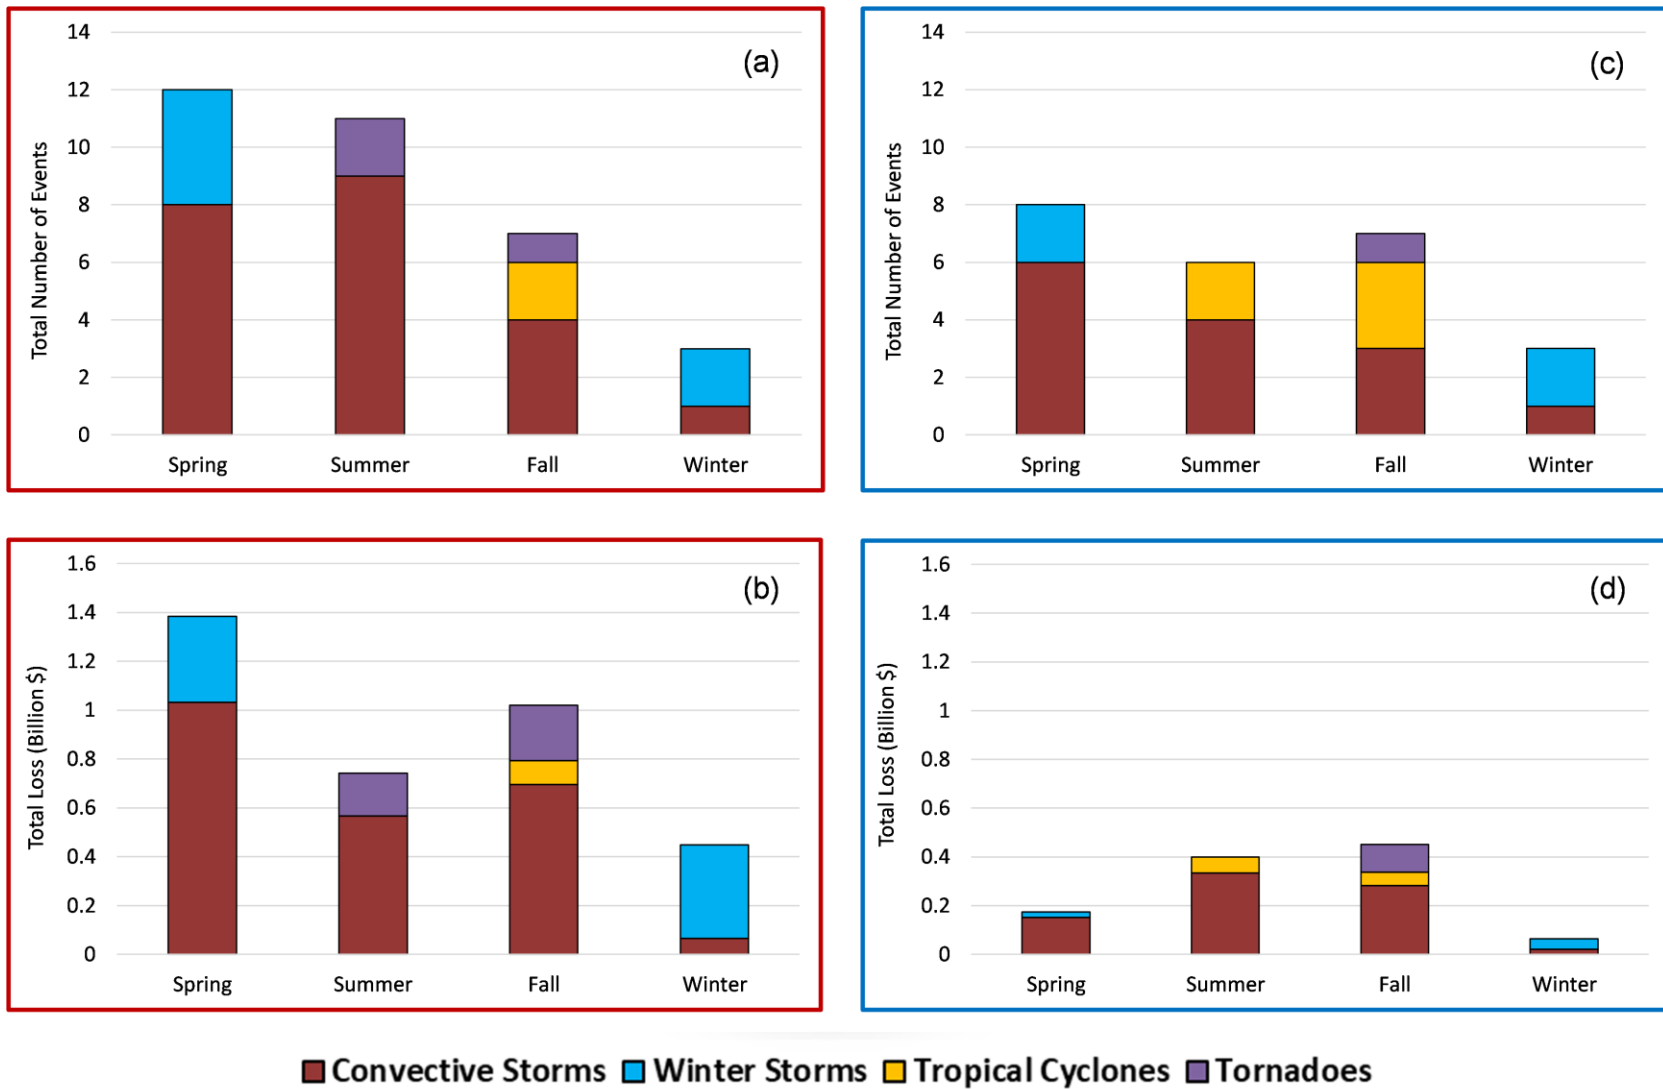 (a)
Total Number of Events
14
12
10
8
6
4
2
0
Spring Summer Fall Winter
(c)
Total Number of Events
14
12
10
8
6
4
2
0
Spring Summer Fall Winter
(b)
Total Loss (Billion $)
1.6
1.4
1.2
1
0.8
0.6
0.4
0.2
0
Spring Summer Fall Winter
(d)
Total Loss (Billion $)
1.6
1.4
1.2
1
0.8
0.6
0.4
0.2
0
Spring Summer Fall Winter
Convective Storms Winter Storms Tropical Cyclones Tornadoes